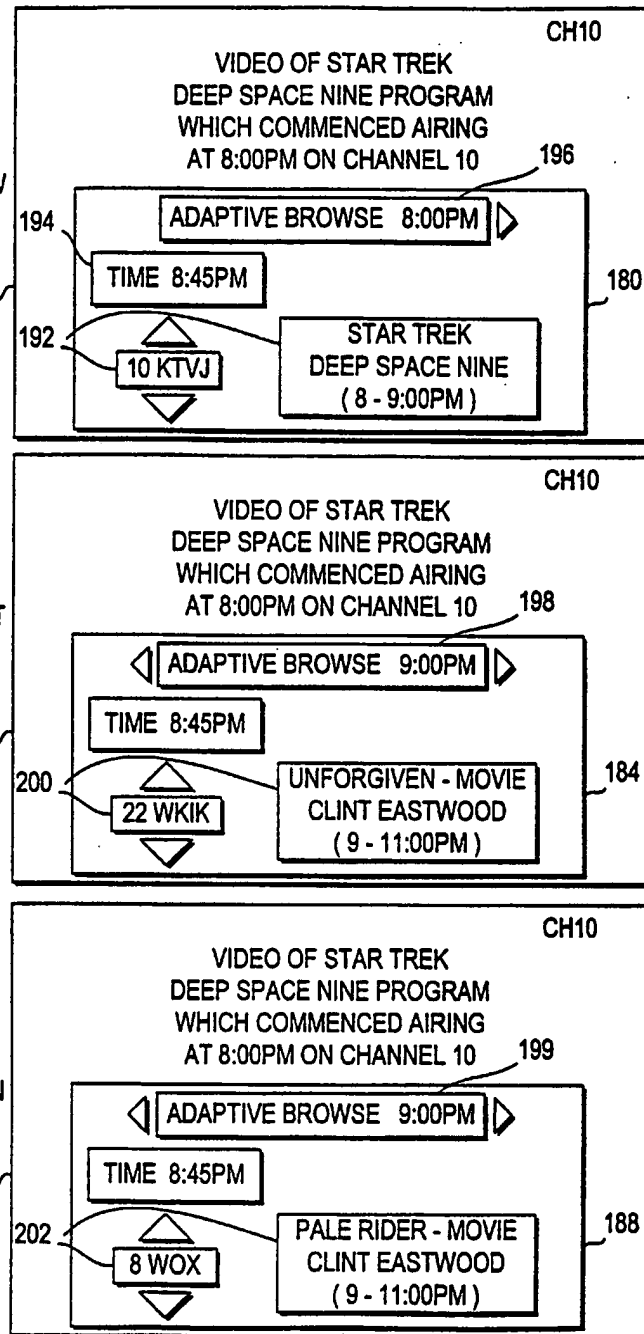 CH10
VIDEO OF STAR TREK
DEEP SPACE NINE PROGRAM
WHICH COMMENCED AIRING
AT 8:00PM ON CHANNEL 10
196
ADAPTIVE BROWSE 8:00PM
194
TIME 8:45PM
180
192
10 KTVJ
STAR TREK
DEEP SPACE NINE
( 8 - 9:00PM )
CH10
VIDEO OF STAR TREK
DEEP SPACE NINE PROGRAM
WHICH COMMENCED AIRING
AT 8:00PM ON CHANNEL 10
198
ADAPTIVE BROWSE 9:00PM
TIME 8:45PM
200
184
22 WKIK
UNFORGIVEN - MOVIE
CLINT EASTWOOD
( 9 - 11:00PM )
CH10
VIDEO OF STAR TREK
DEEP SPACE NINE PROGRAM
WHICH COMMENCED AIRING
AT 8:00PM ON CHANNEL 10
199
ADAPTIVE BROWSE 9:00PM
TIME 8:45PM
202
188
8 WOX
PALE RIDER - MOVIE
CLINT EASTWOOD
( 9 - 11:00PM )